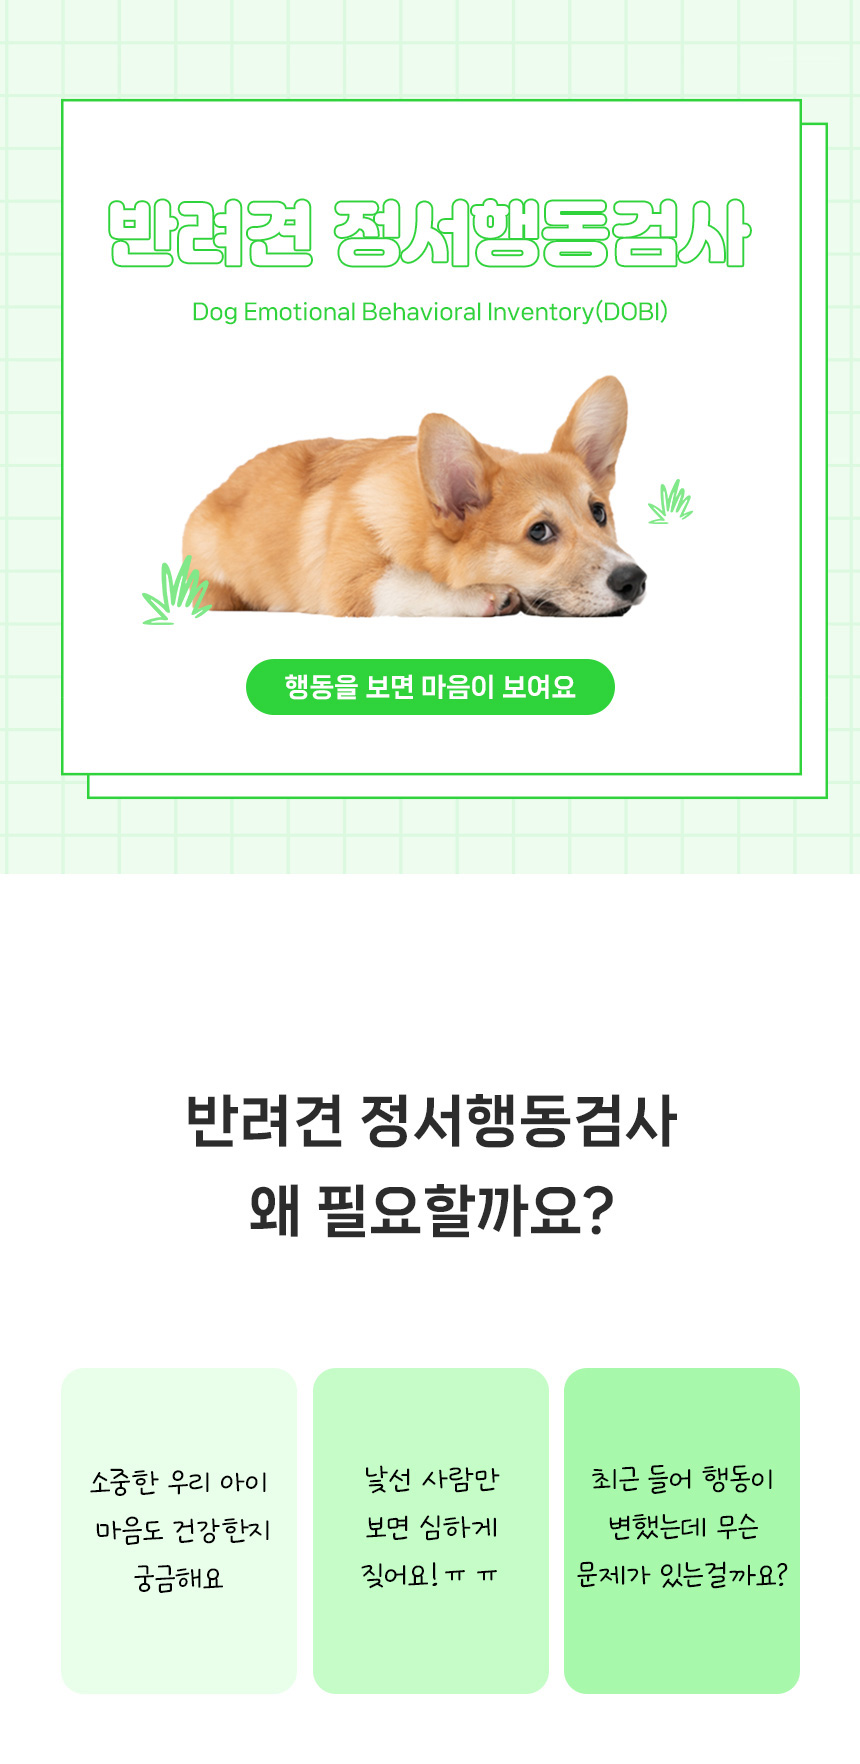 반려견 정서행동검사
Dog Emotional Behavioral Inventory(DOBI)
행동을 보면 마음이 보여요
반려견 정서행동검사
왜 필요할까요?
소중한 우리 아이
마음도 건강한지
궁금해요
낯선 사람만
보면 심하게
짖어요! ㅠ ㅠ
최근 들어 행동이
변했는데 무슨
문제가 있는걸까요?